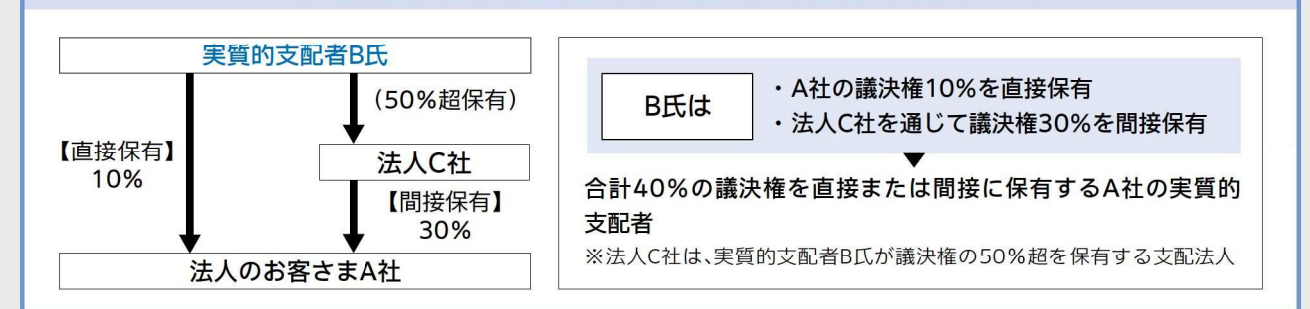 実質的支配者B氏
(50%超保有)
【直接保有】
10%
法人C社
【間接保有】
30%
法人のお客さまA社
B氏は
・A社の議決権10%を直接保有
・法人C社を通じて議決権30%を間接保有
合計40%の議決権を直接または間接に保有するA社の実質的
支配者
※法人C社は、実質的支配者B氏が議決権の50%超を保有する支配法人